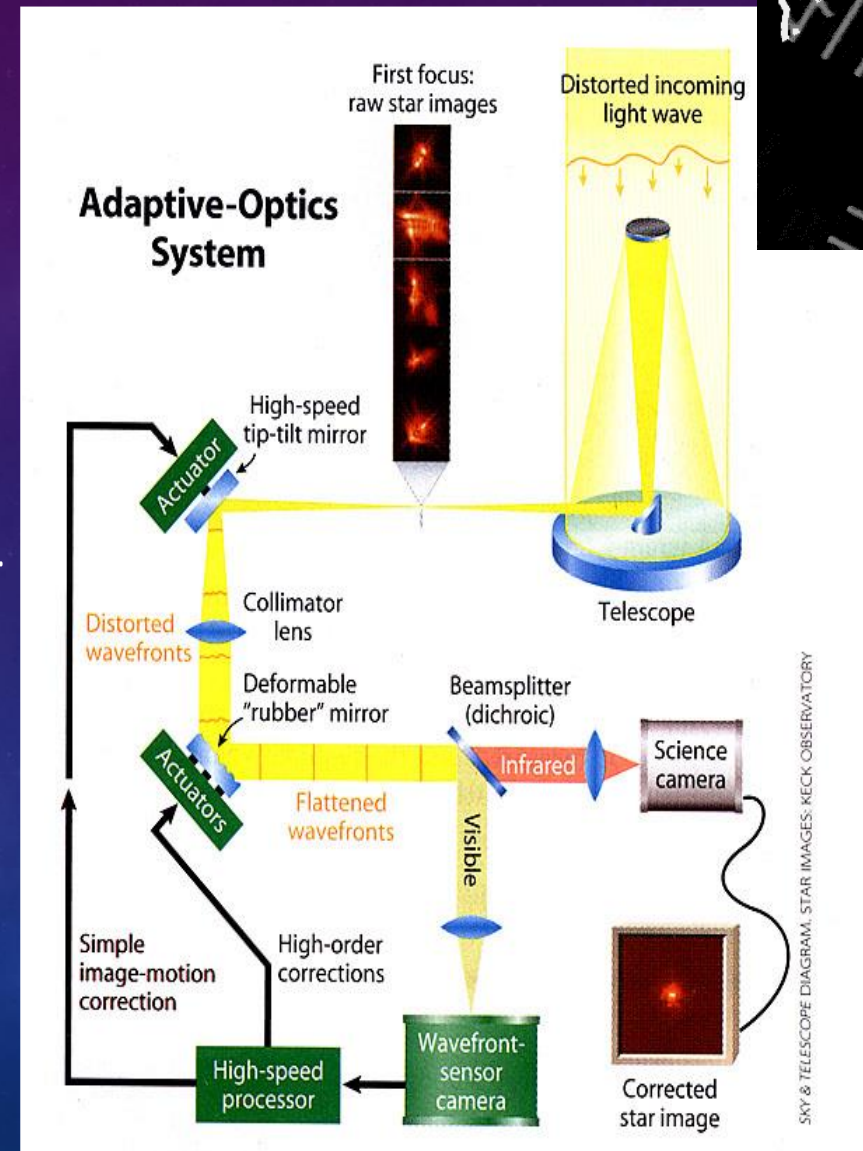 First focus:
raw star images
Distorted incoming
light wave
Adaptive-Optics
System
High-speed
tip-tilt mirror
Actuator
Telescope
Collimator
lens
Distorted
wavefronts
Deformable
"rubber" mirror
Beamsplitter
(dichroic)
Infrared
Science
camera
Actuators
Flattened
wavefronts
Visible
Simple
image-motion
correction
High-order
corrections
High-speed
processor
Wavefront-
sensor
camera
Corrected
star image
SKY & TELESCOPE DIAGRAM. STAR IMAGES: KECK OBSERVATORY